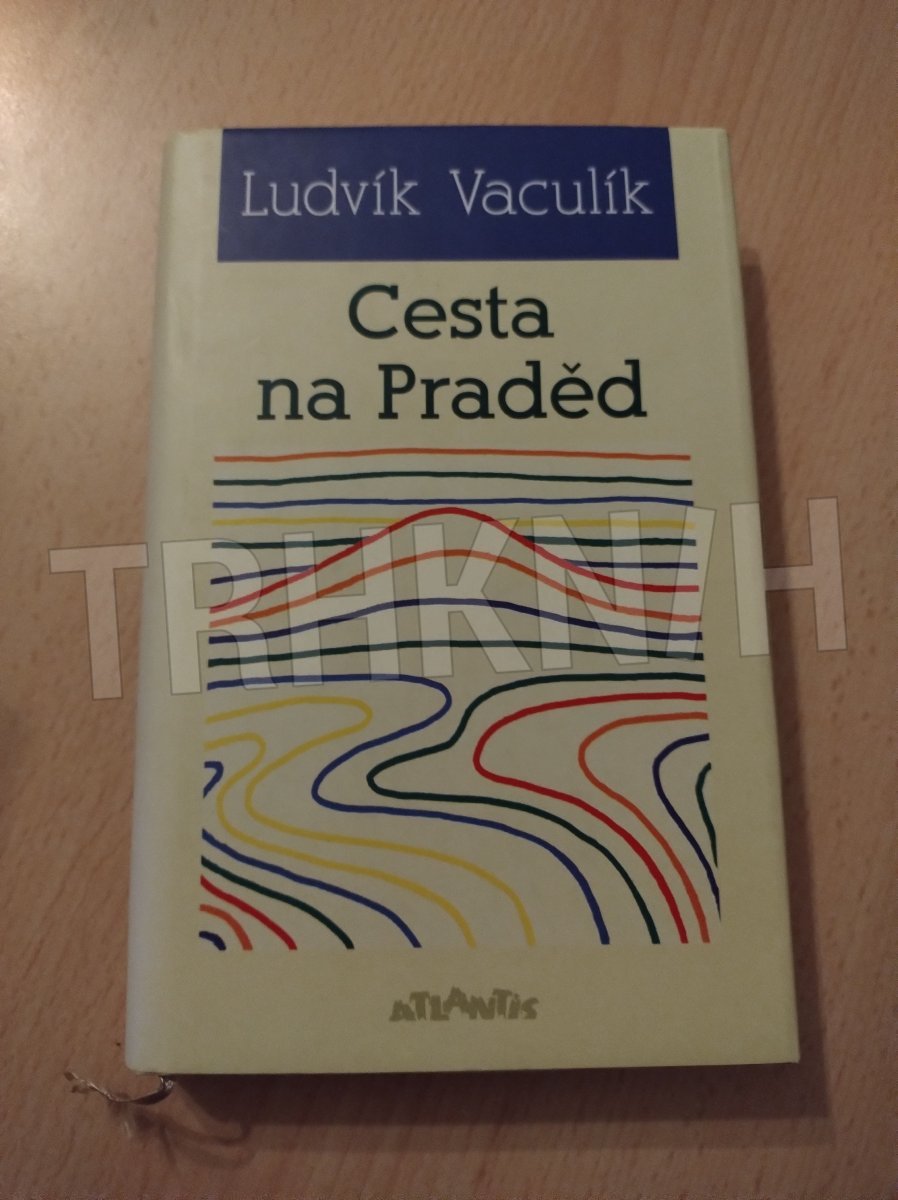 Ludvík Vaculík
Cesta
na Praděd
TRHKNIH
ATLANTIS